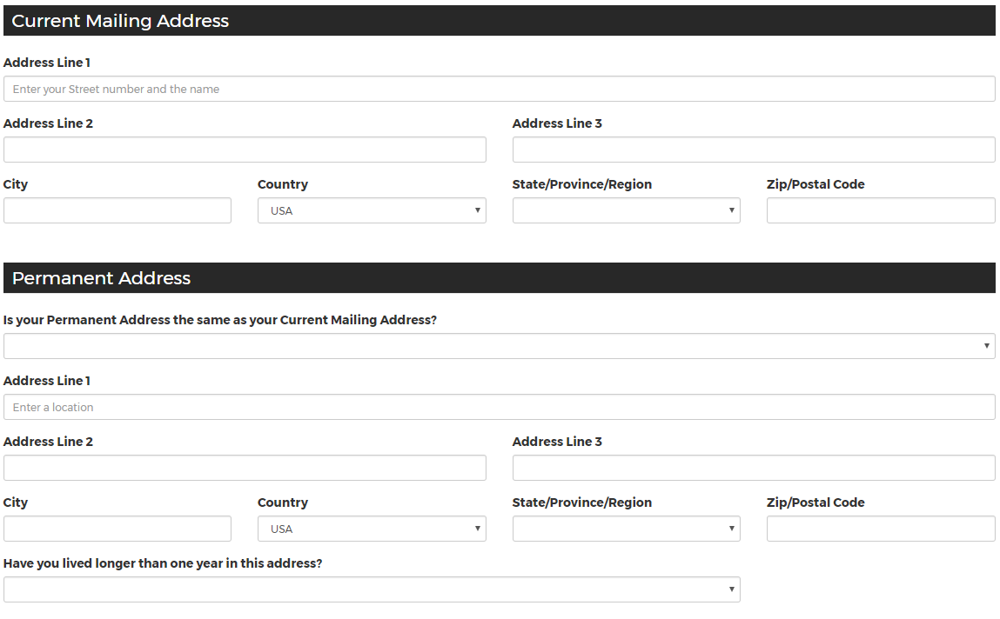 Current Mailing Address
Address Line 1
Enter your Street number and the name
Address Line 2 Address Line 3
City Country State/Province/Region Zip/Postal Code
USA
Permanent Address
Is your Permanent Address the same as your Current Mailing Address?
Address Line 1
Enter a location
Address Line 2 Address Line 3
City Country State/Province/Region Zip/Postal Code
USA
Have you lived longer than one year in this address?